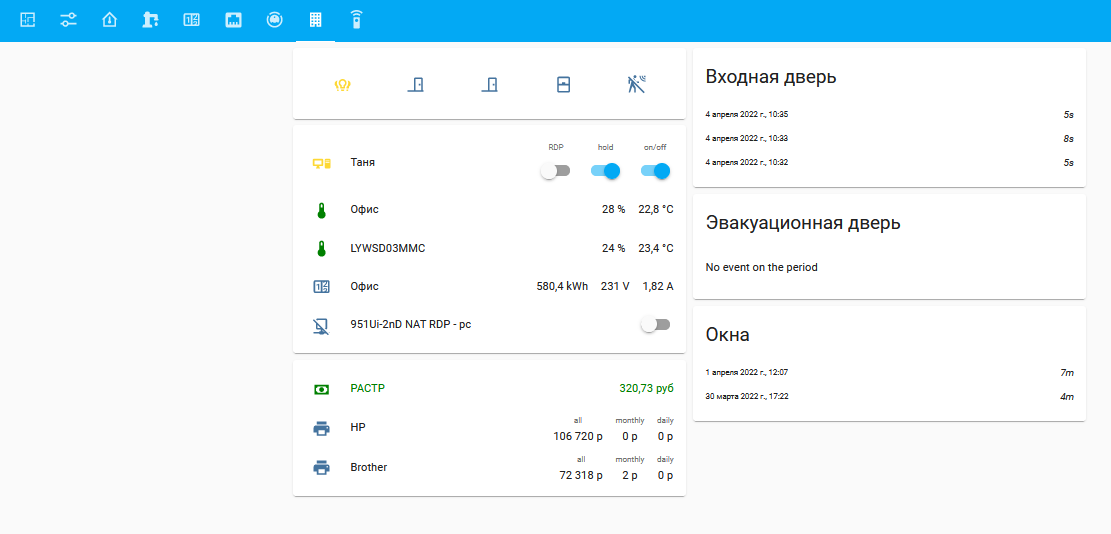 RDP hold on/off
Таня
Офис 28 % 22,8 °C
LYWSD03MMC 24 % 23,4 °C
Офис 580,4 kWh 231 V 1,82 A
951Ui-2nD NAT RDP - pc
РАСТР 320,73 руб
all monthly daily
HP 106 720 p 0 p 0 p
all monthly daily
Brother 72 318 p 2 p 0 p
Входная дверь
4 апреля 2022 г., 10:35 5s
4 апреля 2022 г., 10:33 8s
4 апреля 2022 г., 10:32 5s
Эвакуационная дверь
No event on the period
Окна
1 апреля 2022 г., 12:07 7m
30 марта 2022 г., 17:22 4m